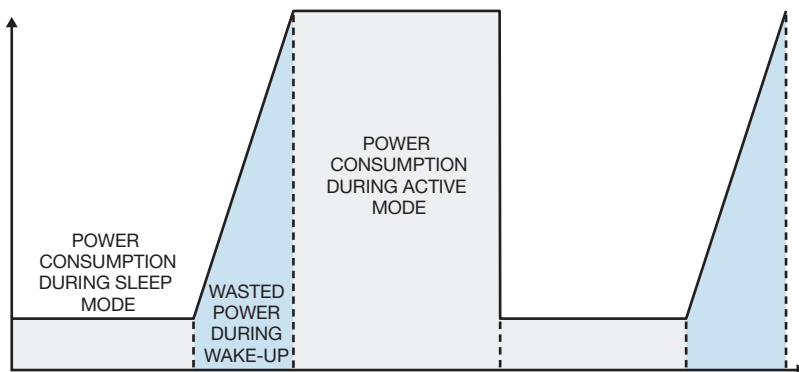 POWER
CONSUMPTION
DURING SLEEP
MODE
WASTED
POWER
DURING
WAKE-UP
POWER
CONSUMPTION
DURING ACTIVE
MODE